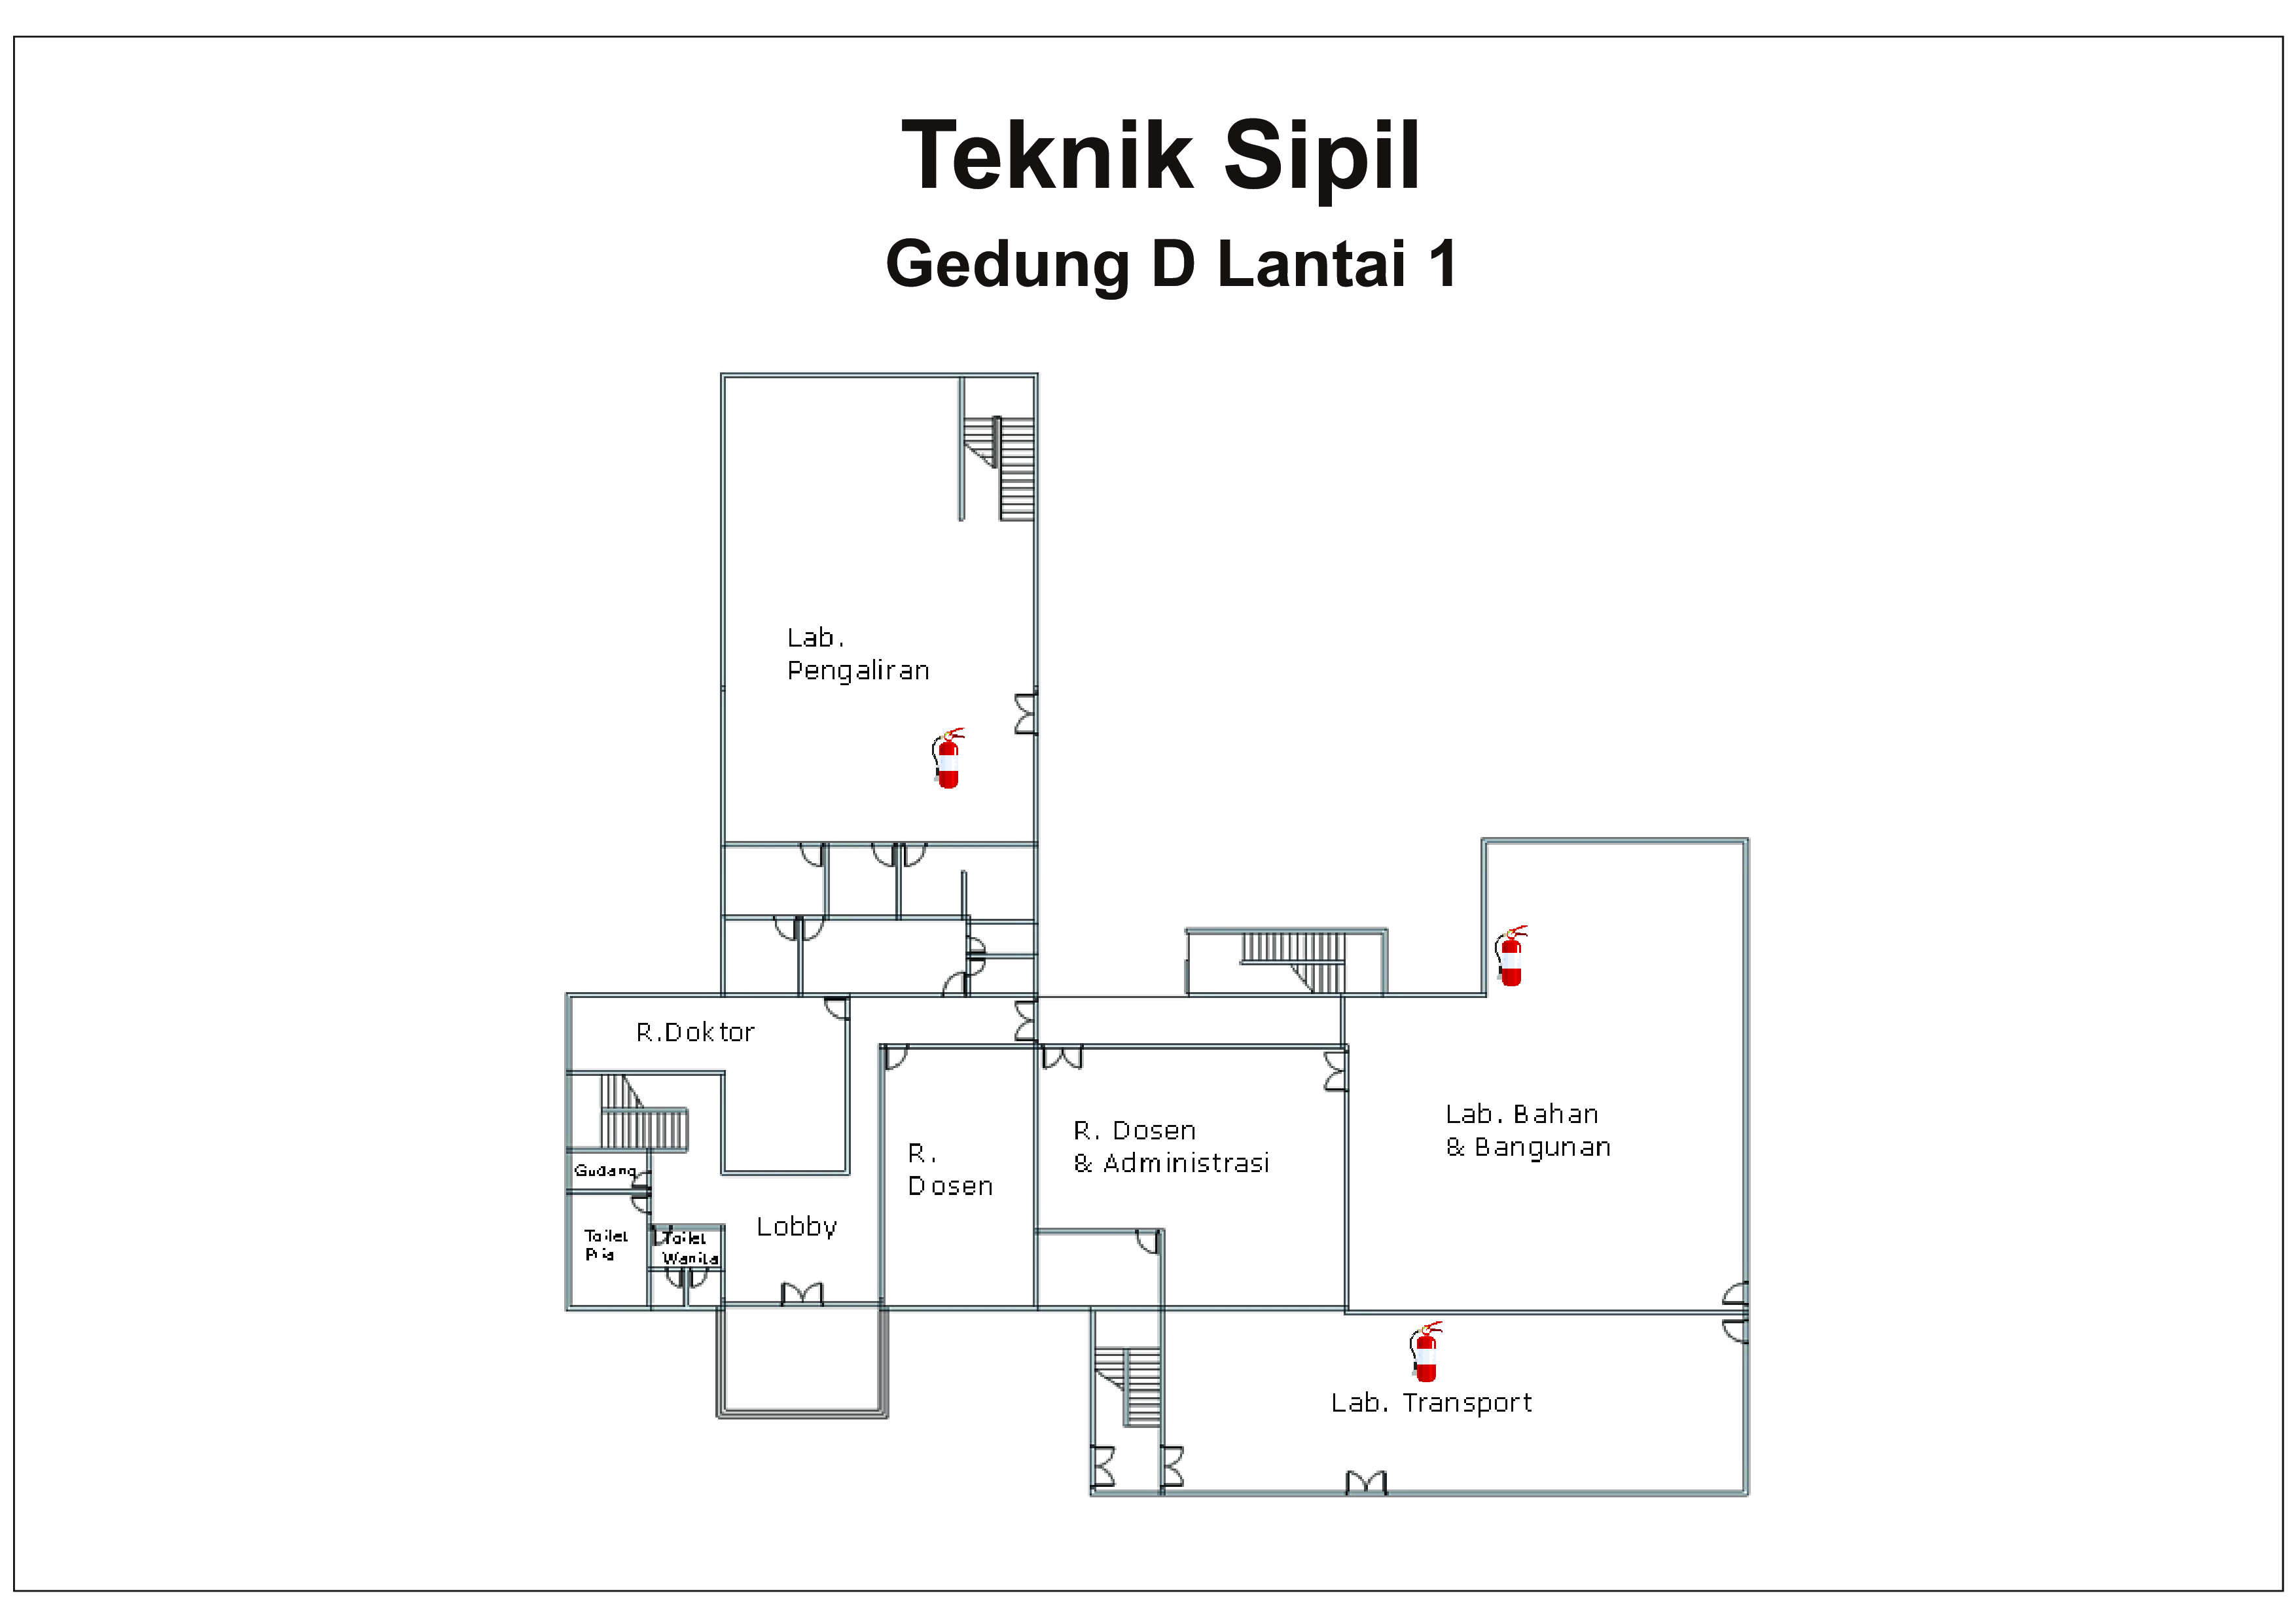 Teknik Sipil
Gedung D Lantai 1
Lab.
Pengaliran
R.Doktor
R. Dosen
& Administrasi
Lab. Bahan
& Bangunan
R.
Dosen
Gudang
Lobby
Toilet
Pria
Toilet
Wanita
Lab. Transport